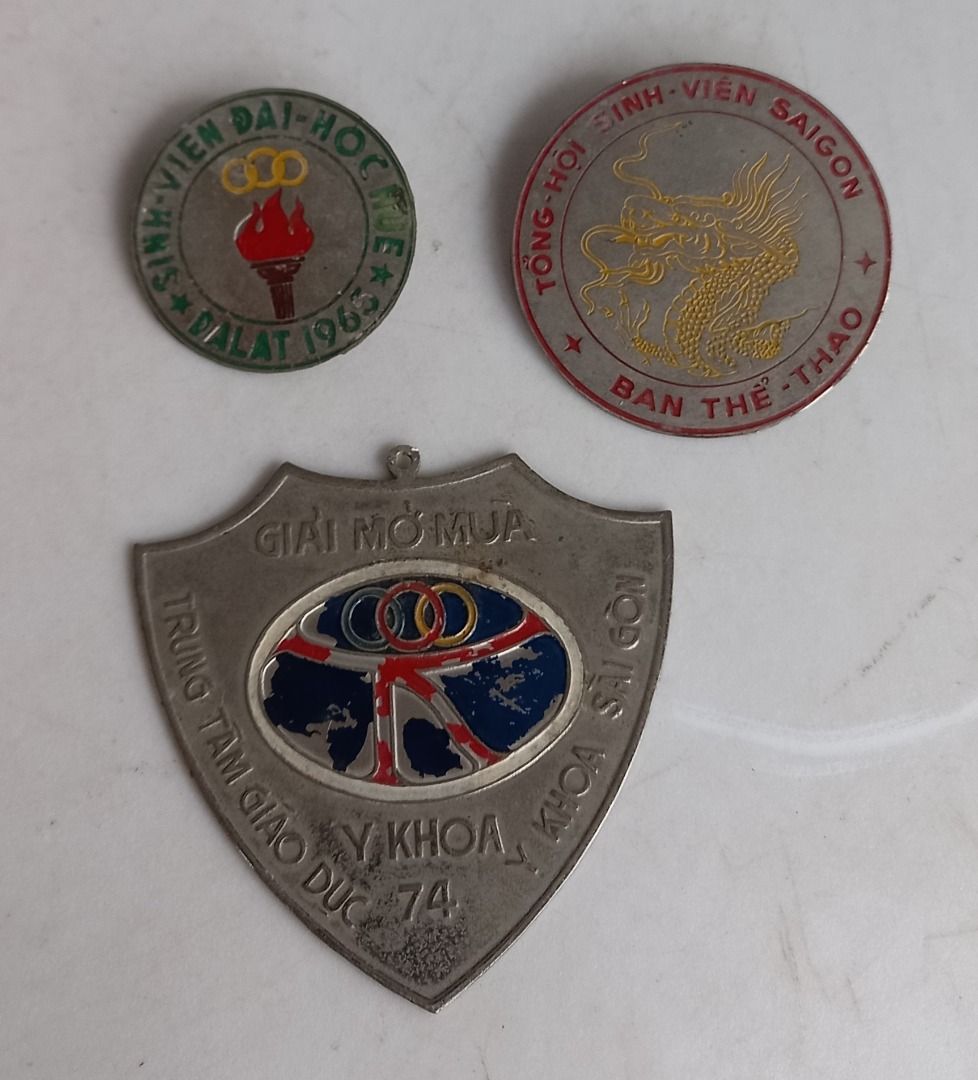 SINH-VIÊN ĐẠI-HỌC HUẾ
★ DALAT 1965 ★
TỔNG-HỘI SINH-VIÊN SAIGON
BAN THỂ-THAO
GIẢI MỞ MÙA
TRUNG TÂM GIÁO DỤC
Y KHOA SÀI GÒN
Y KHOA
74